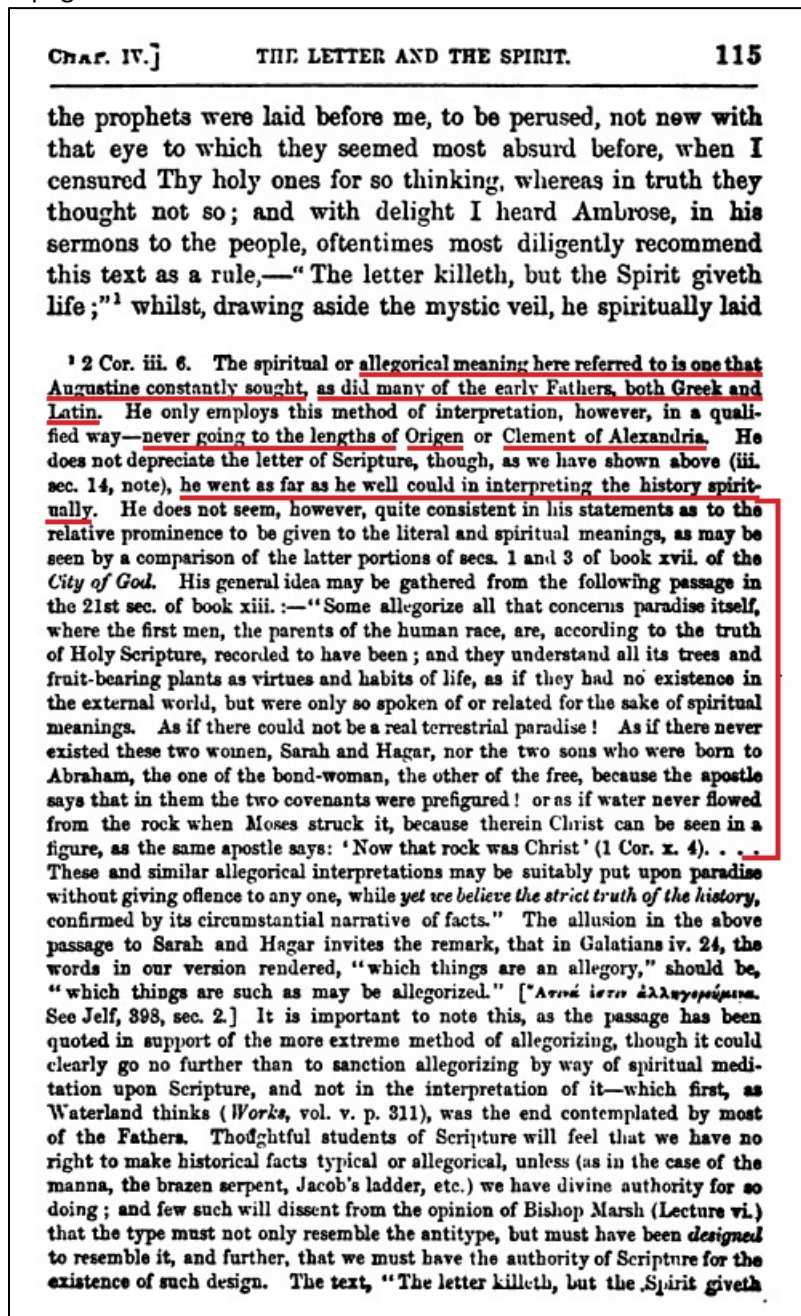 CHAP. IV.] THE LETTER AND THE SPIRIT. 115
the prophets were laid before me, to be perused, not now with
that eye to which they seemed most absurd before, when I
censured Thy holy ones for so thinking, whereas in truth they
thought not so; and with delight I heard Ambrose, in his
sermons to the people, oftentimes most diligently recommend
this text as a rule,—“The letter killeth, but the Spirit giveth
life;”¹ whilst, drawing aside the mystic veil, he spiritually laid
¹ 2 Cor. iii. 6. The spiritual or allegorical meaning here referred to is one that
Augustine constantly sought, as did many of the early Fathers, both Greek and
Latin. He only employs this method of interpretation, however, in a quali-
fied way—never going to the lengths of Origen or Clement of Alexandria. He
does not depreciate the letter of Scripture, though, as we have shown above (iii.
sec. 14, note), he went as far as he well could in interpreting the history spirit-
ually. He does not seem, however, quite consistent in his statements as to the
relative prominence to be given to the literal and spiritual meanings, as may be
seen by a comparison of the latter portions of secs. 1 and 3 of book xvii. of the
City of God. His general idea may be gathered from the following passage in
the 21st sec. of book xiii.:—“Some allegorize all that concerns paradise itself,
where the first men, the parents of the human race, are, according to the truth
of Holy Scripture, recorded to have been; and they understand all its trees and
fruit-bearing plants as virtues and habits of life, as if they had no existence in
the external world, but were only so spoken of or related for the sake of spiritual
meanings. As if there could not be a real terrestrial paradise! As if there never
existed these two women, Sarah and Hagar, nor the two sons who were born to
Abraham, the one of the bond-woman, the other of the free, because the apostle
says that in them the two covenants were prefigured! or as if water never flowed
from the rock when Moses struck it, because therein Christ can be seen in a
figure, as the same apostle says: ‘Now that rock was Christ’ (1 Cor. x. 4). . . .
These and similar allegorical interpretations may be suitably put upon paradise
without giving offence to any one, while yet we believe the strict truth of the history,
confirmed by its circumstantial narrative of facts.” The allusion in the above
passage to Sarah and Hagar invites the remark, that in Galatians iv. 24, the
words in our version rendered, “which things are an allegory,” should be,
“which things are such as may be allegorized.” [Ἅτινά ἐστιν ἀλληγορούμενα.
See Jelf, 398, sec. 2.] It is important to note this, as the passage has been
quoted in support of the more extreme method of allegorizing, though it could
clearly go no further than to sanction allegorizing by way of spiritual medi-
tation upon Scripture, and not in the interpretation of it—which first, as
Waterland thinks (Works, vol. v. p. 311), was the end contemplated by most
of the Fathers. Thoughtful students of Scripture will feel that we have no
right to make historical facts typical or allegorical, unless (as in the case of the
manna, the brazen serpent, Jacob’s ladder, etc.) we have divine authority for so
doing; and few such will dissent from the opinion of Bishop Marsh (Lecture vi.)
that the type must not only resemble the antitype, but must have been designed
to resemble it, and further, that we must have the authority of Scripture for the
existence of such design. The text, “The letter killeth, but the Spirit giveth